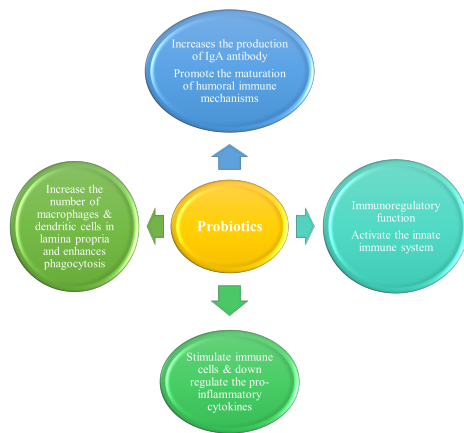 Increases the production
of IgA antibody
Promote the maturation
of humoral immune
mechanisms
Increase the
number of
macrophages &
dendritic cells in
lamina propria
and enhances
phagocytosis
Probiotics
Immunoregulatory
function
Activate the innate
immune system
Stimulate immune
cells & down
regulate the pro-
inflammatory
cytokines